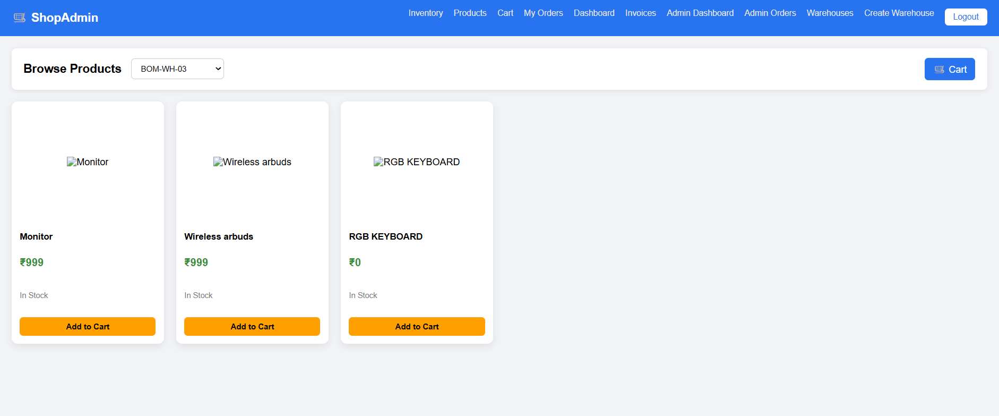 ShopAdmin
Inventory Products Cart My Orders Dashboard Invoices Admin Dashboard Admin Orders Warehouses Create Warehouse Logout
Browse Products BOM-WH-03 Cart
Monitor Wireless arbuds RGB KEYBOARD
Monitor
₹999
In Stock
Add to Cart
Wireless arbuds
₹999
In Stock
Add to Cart
RGB KEYBOARD
₹0
In Stock
Add to Cart